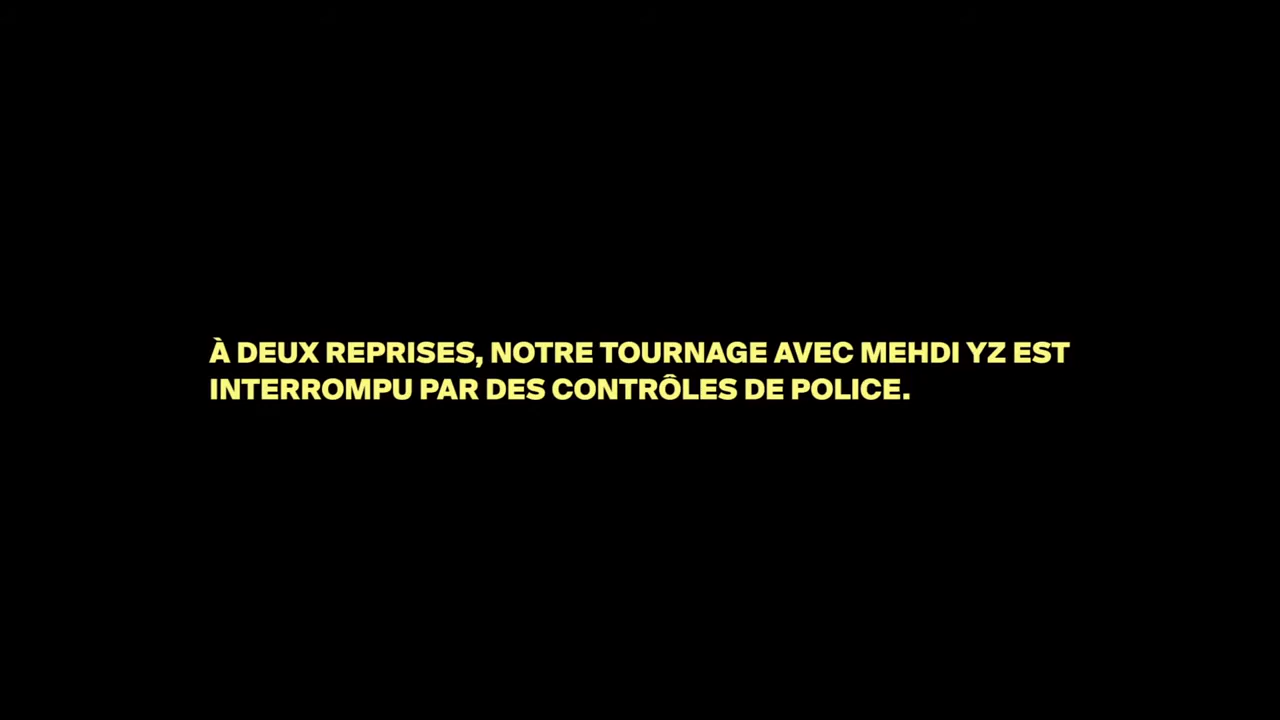 À DEUX REPRISES, NOTRE TOURNAGE AVEC MEHDI YZ EST
INTERROMPU PAR DES CONTRÔLES DE POLICE.